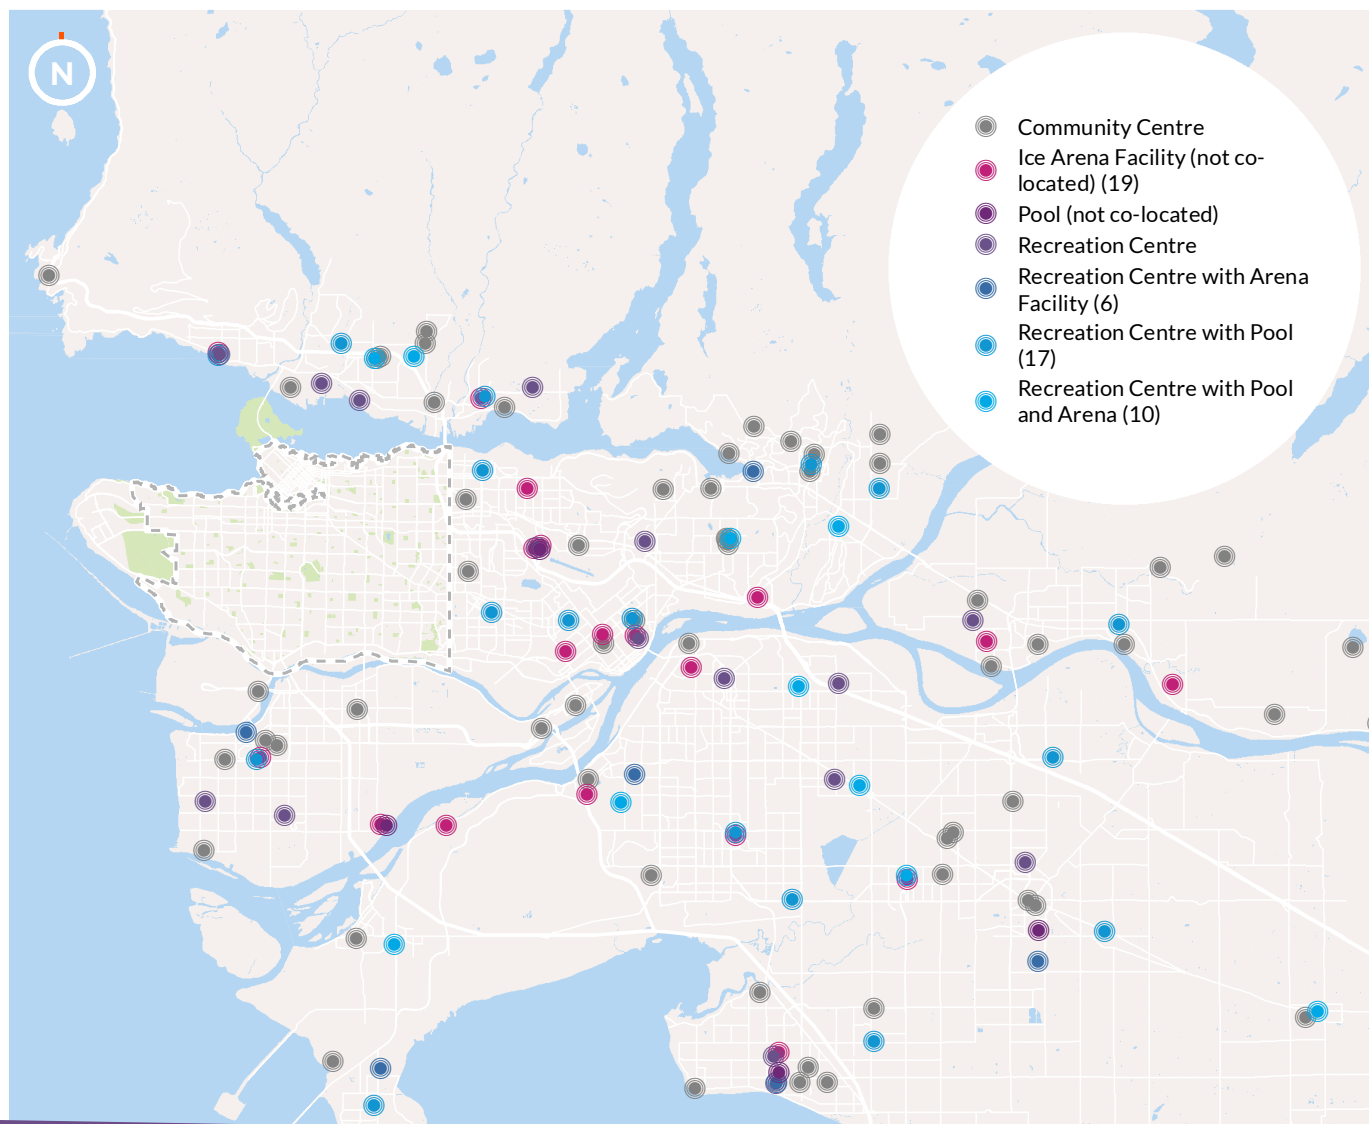 N
Community Centre
Ice Arena Facility (not co-
located) (19)
Pool (not co-located)
Recreation Centre
Recreation Centre with Arena
Facility (6)
Recreation Centre with Pool
(17)
Recreation Centre with Pool
and Arena (10)